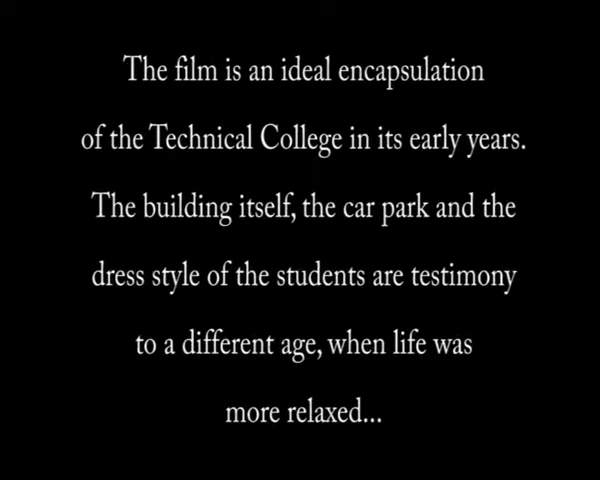 The film is an ideal encapsulation
of the Technical College in its early years.
The building itself, the car park and the
dress style of the students are testimony
to a different age, when life was
more relaxed...